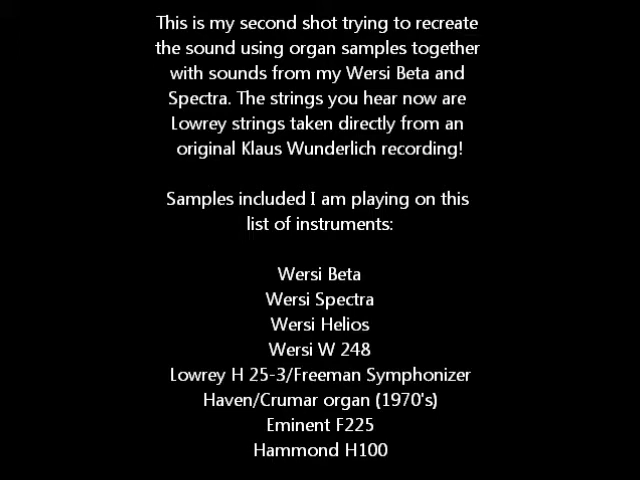 This is my second shot trying to recreate
the sound using organ samples together
with sounds from my Wersi Beta and
Spectra. The strings you hear now are
Lowrey strings taken directly from an
original Klaus Wunderlich recording!
Samples included I am playing on this
list of instruments:
Wersi Beta
Wersi Spectra
Wersi Helios
Wersi W 248
Lowrey H 25-3/Freeman Symphonizer
Haven/Crumar organ (1970's)
Eminent F225
Hammond H100